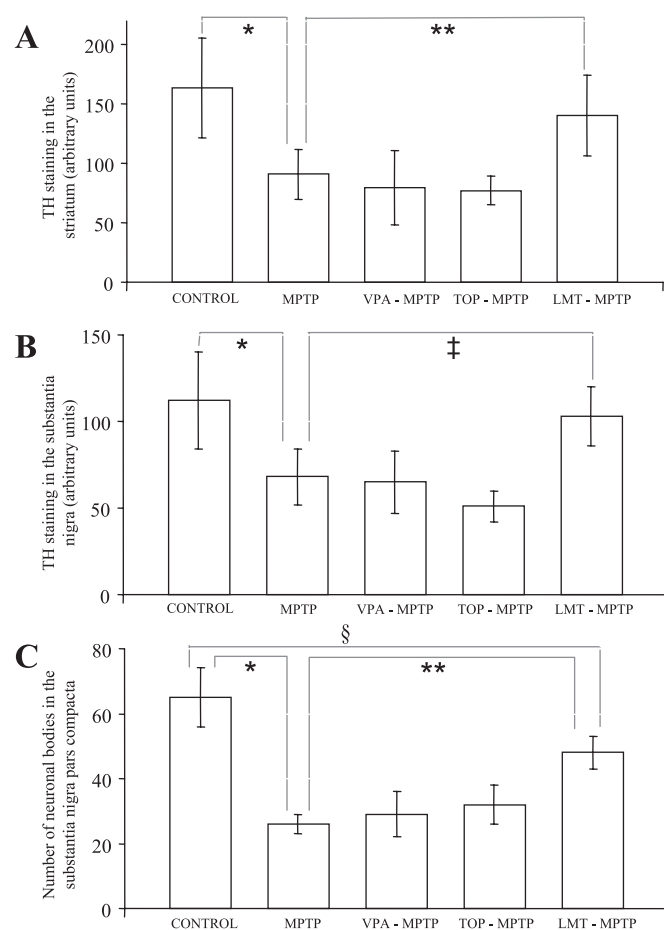 A
TH staining in the
striatum (arbitrary units)
200
150
100
50
0
*
**
CONTROL
MPTP
VPA - MPTP
TOP - MPTP
LMT - MPTP
B
TH staining in the substantia
nigra (arbitrary units)
150
100
50
0
*
‡
CONTROL
MPTP
VPA - MPTP
TOP - MPTP
LMT - MPTP
C
Number of neuronal bodies in the
substantia nigra pars compacta
80
60
40
20
0
§
*
**
CONTROL
MPTP
VPA - MPTP
TOP - MPTP
LMT - MPTP